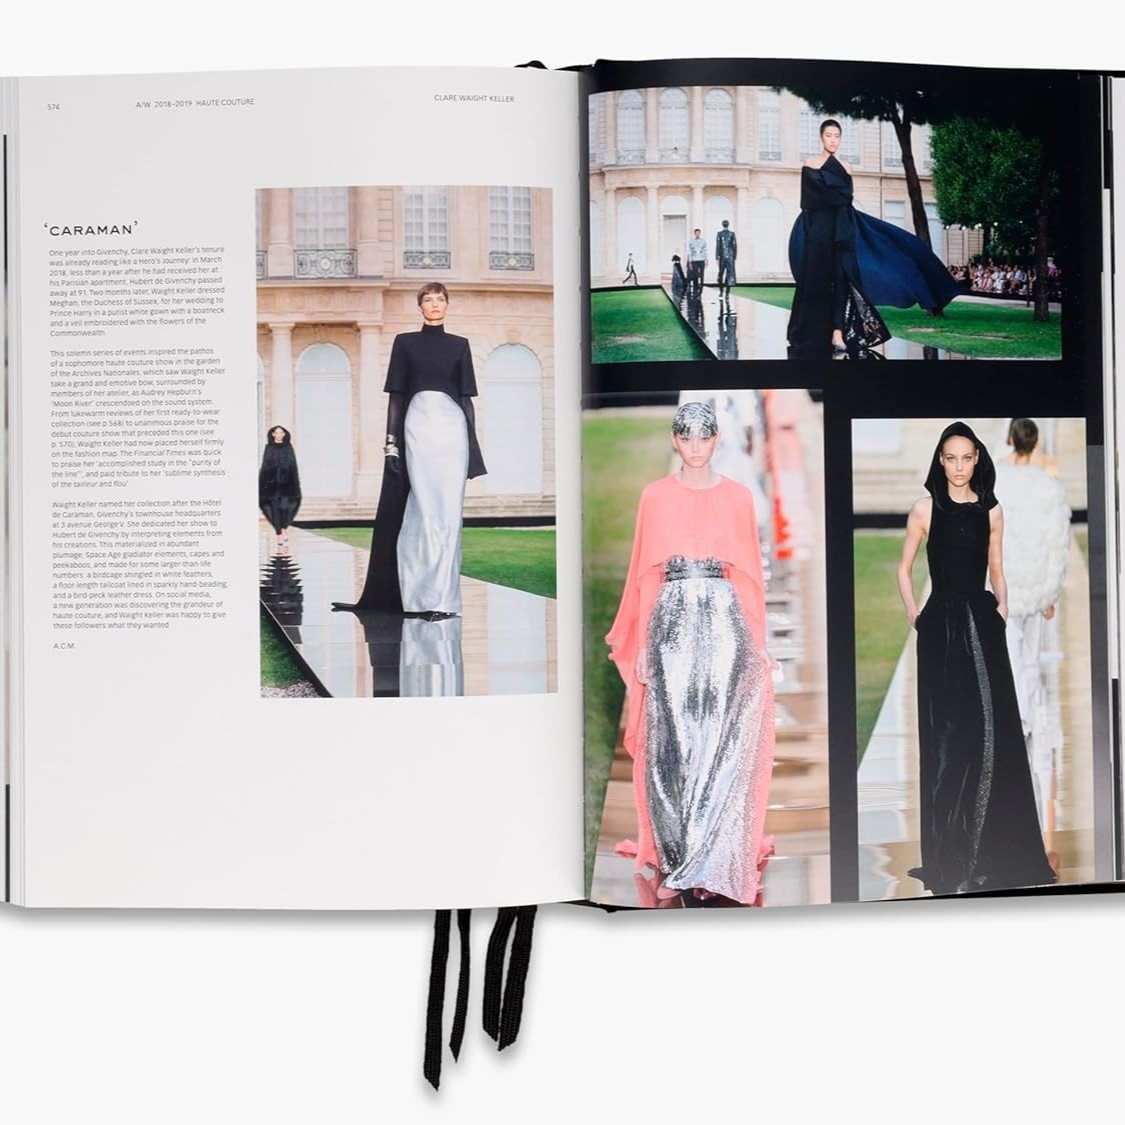 574
A/W 2018–2019 HAUTE COUTURE
CLARE WAIGHT KELLER
‘CARAMAN’
One year into Givenchy, Clare Waight Keller’s tenure
was already reading like a Hero’s Journey: in March
2018, less than a year after he had received her at
his Parisian apartment, Hubert de Givenchy passed
away at 91. Two months later, Waight Keller dressed
Meghan, the Duchess of Sussex, for her wedding to
Prince Harry in a purist white gown with a boatneck
and a veil embroidered with the flowers of the
Commonwealth.
This solemn series of events inspired the pathos
of a sophomore haute couture show in the garden
of the Archives Nationales, which saw Waight Keller
take a grand and emotive bow, surrounded by
members of her atelier, as Audrey Hepburn’s
“Moon River” crescendoed on the sound system.
From lukewarm reviews of her first ready-to-wear
collection (see p.568) to unanimous praise for the
debut couture show that preceded this one (see
p. 570), Waight Keller had now placed herself firmly
on the fashion map. The Financial Times was quick
to praise her ‘accomplished study in the “purity of
the line”’, and paid tribute to her ‘sublime synthesis
of the tailleur and flou’.
Waight Keller named her collection after the Hôtel
de Caraman, Givenchy’s townhouse headquarters
at 3 avenue George V. She dedicated her show to
Hubert de Givenchy by interpreting elements from
his creations. This materialized in abundant
plumage, Space Age gladiator elements, capes and
peekaboos, and made for some larger-than-life
numbers: a birdcage shingled in white feathers,
a floor-length tailcoat lined in sparkly hand-beading,
and a bird-peck leather dress. On social media,
a new generation was discovering the grandeur of
haute couture, and Waight Keller was happy to give
these followers what they wanted.
A.C.M.